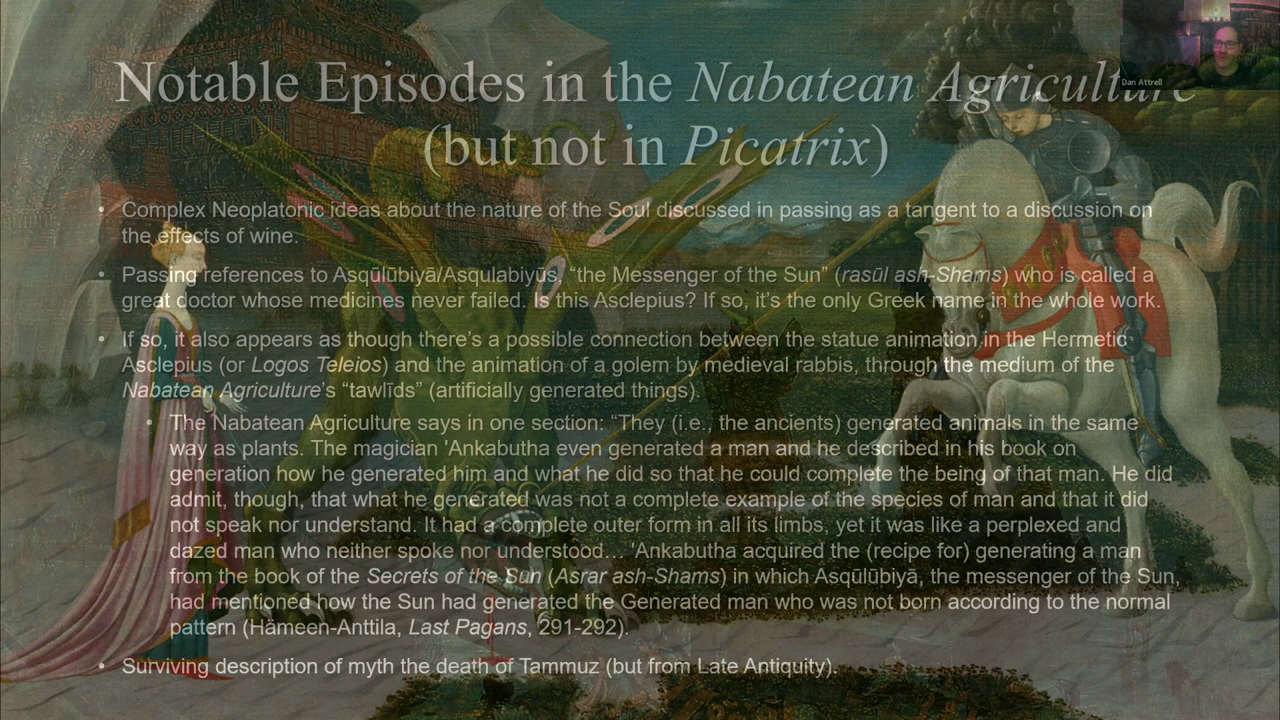 Notable Episodes in the Nabatean Agriculture
(but not in Picatrix)
Dan Attrell
• Complex Neoplatonic ideas about the nature of the Soul discussed in passing as a tangent to a discussion on
the effects of wine.
• Passing references to Asqūlūbiyā/Asqulabiyūs, “the Messenger of the Sun” (rasūl ash-Shams) who is called a
great doctor whose medicines never failed. Is this Asclepius? If so, it’s the only Greek name in the whole work.
• If so, it also appears as though there’s a possible connection between the statue animation in the Hermetic
Asclepius (or Logos Teleios) and the animation of a golem by medieval rabbis, through the medium of the
Nabatean Agriculture’s “tawlīds” (artificially generated things).
• The Nabatean Agriculture says in one section: “They (i.e., the ancients) generated animals in the same
way as plants. The magician 'Ankabutha even generated a man and he described in his book on
generation how he generated him and what he did so that he could complete the being of that man. He did
admit, though, that what he generated was not a complete example of the species of man and that it did
not speak nor understand. It had a complete outer form in all its limbs, yet it was like a perplexed and
dazed man who neither spoke nor understood… 'Ankabutha acquired the (recipe for) generating a man
from the book of the Secrets of the Sun (Asrar ash-Shams) in which Asqūlūbiyā, the messenger of the Sun,
had mentioned how the Sun had generated the Generated man who was not born according to the normal
pattern (Hämeen-Anttila, Last Pagans, 291-292).
• Surviving description of myth the death of Tammuz (but from Late Antiquity).